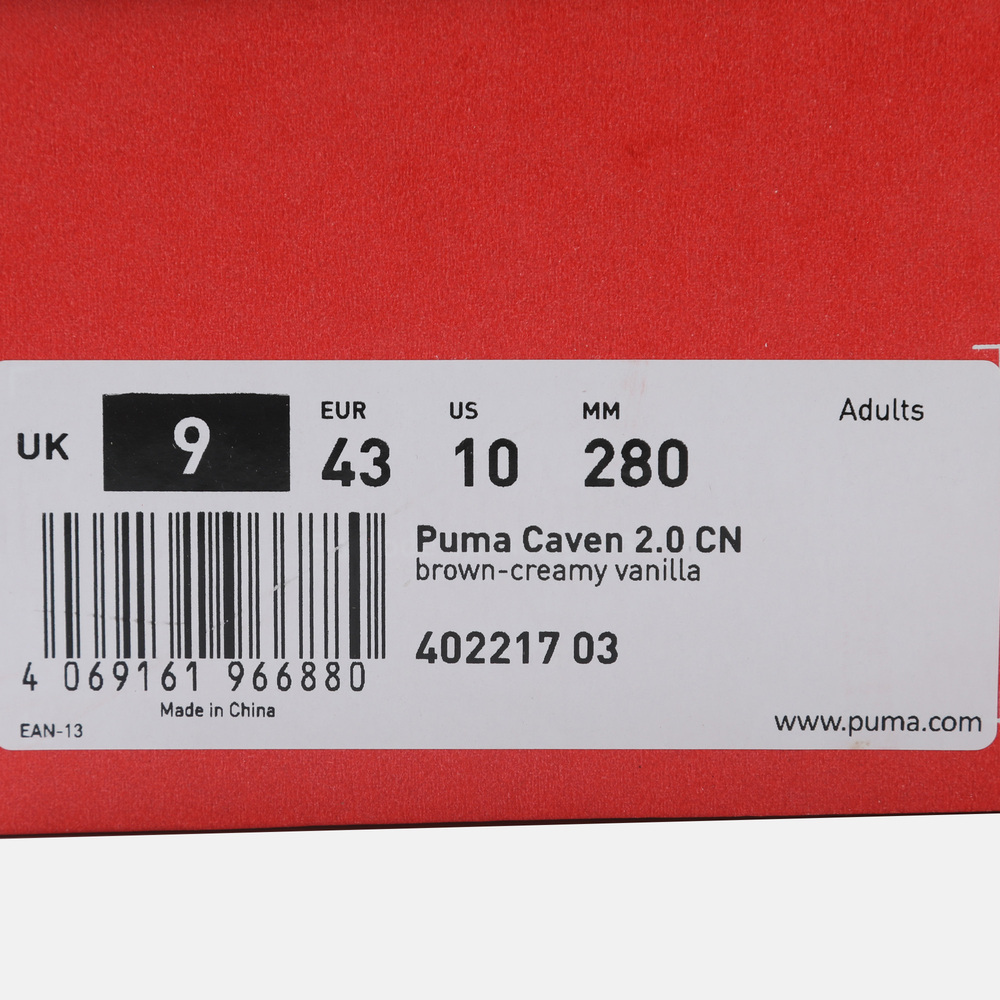 UK 9 EUR 43 US 10 MM 280 Adults
Puma Caven 2.0 CN
brown-creamy vanilla
402217 03
4 069161 966880
Made in China
EAN-13
www.puma.com